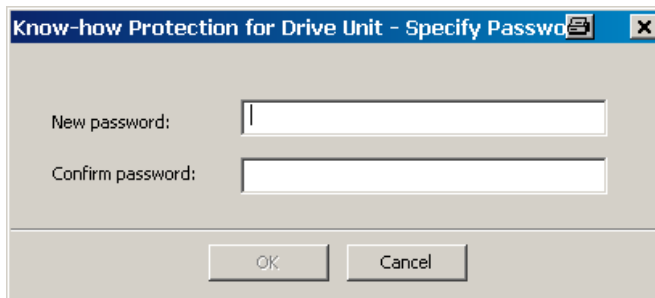 Know-how Protection for Drive Unit - Specify Passwo
New password:
Confirm password:
OK
Cancel